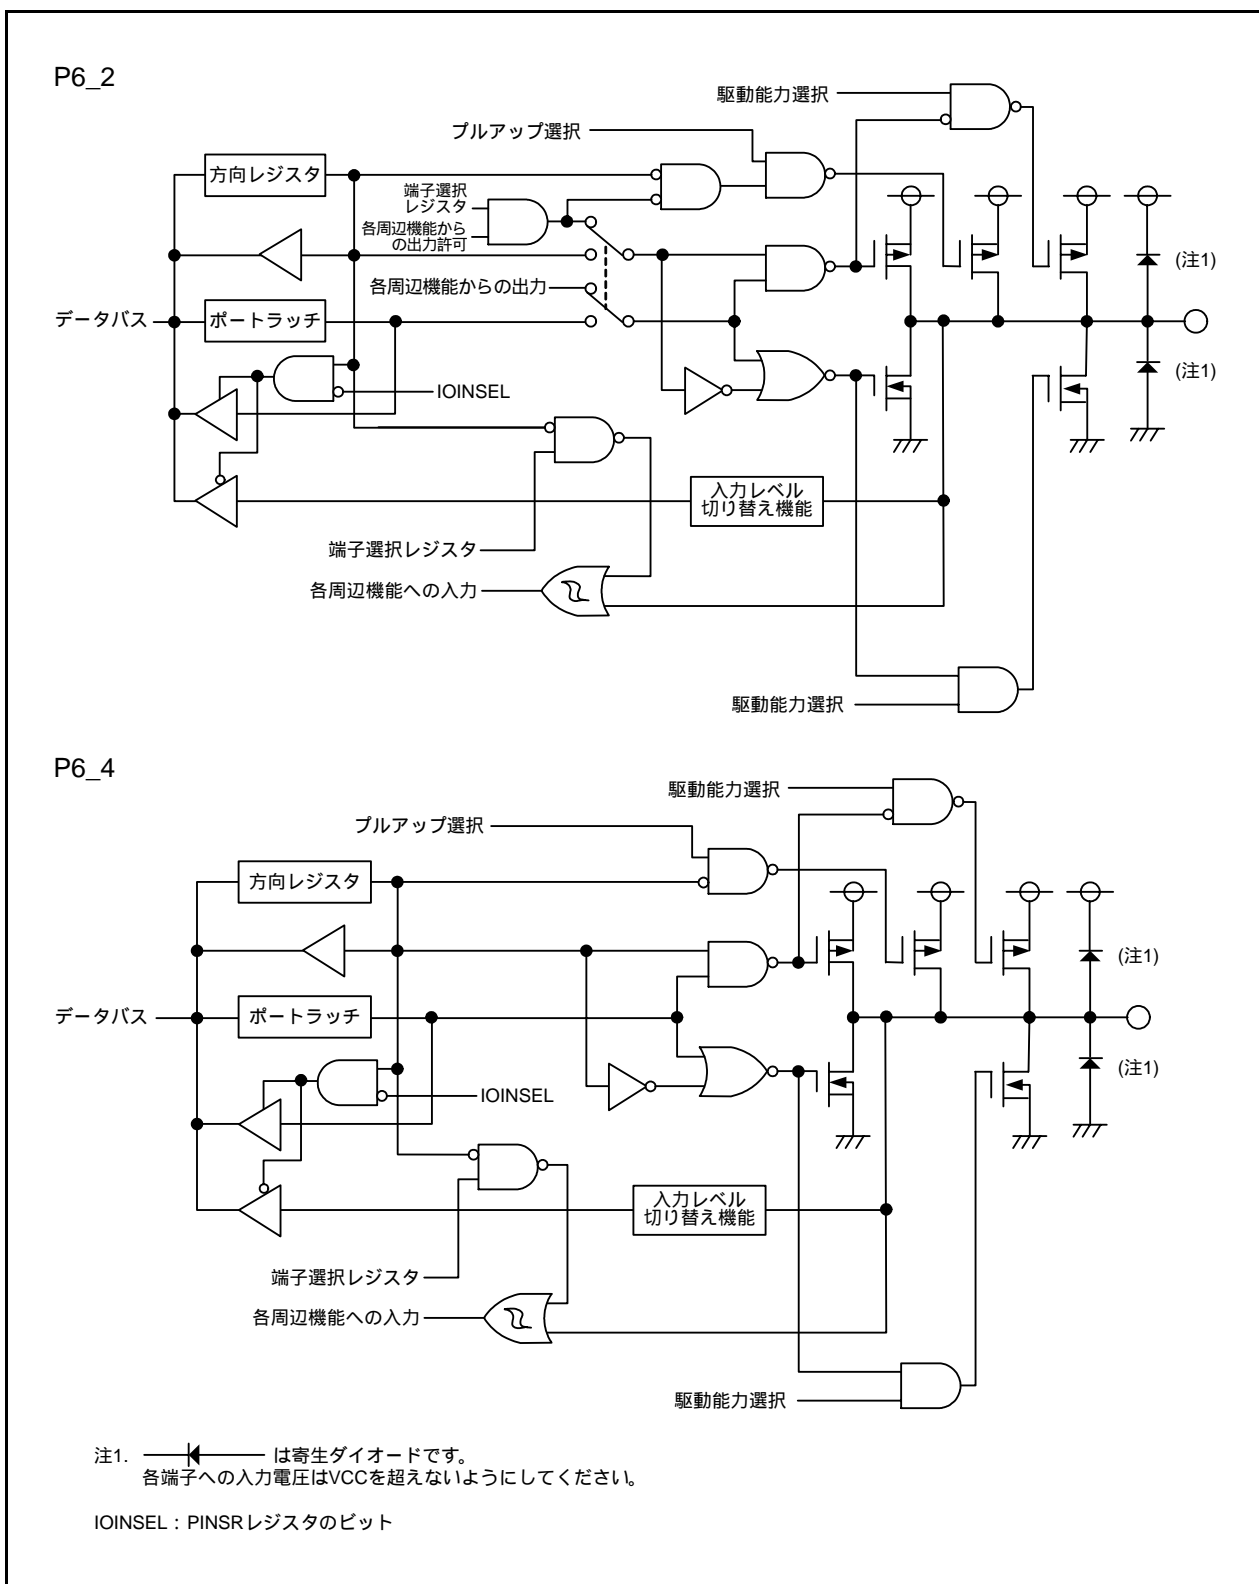 P6_2
駆動能力選択
プルアップ選択
方向レジスタ
端子選択
レジスタ
各周辺機能から
の出力許可
(注1)
各周辺機能からの出力
データバス
ポートラッチ
(注1)
IOINSEL
入力レベル
切り替え機能
端子選択レジスタ
各周辺機能への入力
駆動能力選択
P6_4
駆動能力選択
プルアップ選択
方向レジスタ
(注1)
データバス
ポートラッチ
(注1)
IOINSEL
入力レベル
切り替え機能
端子選択レジスタ
各周辺機能への入力
駆動能力選択
注1. は寄生ダイオードです。
各端子への入力電圧はVCCを超えないようにしてください。
IOINSEL : PINSRレジスタのビット